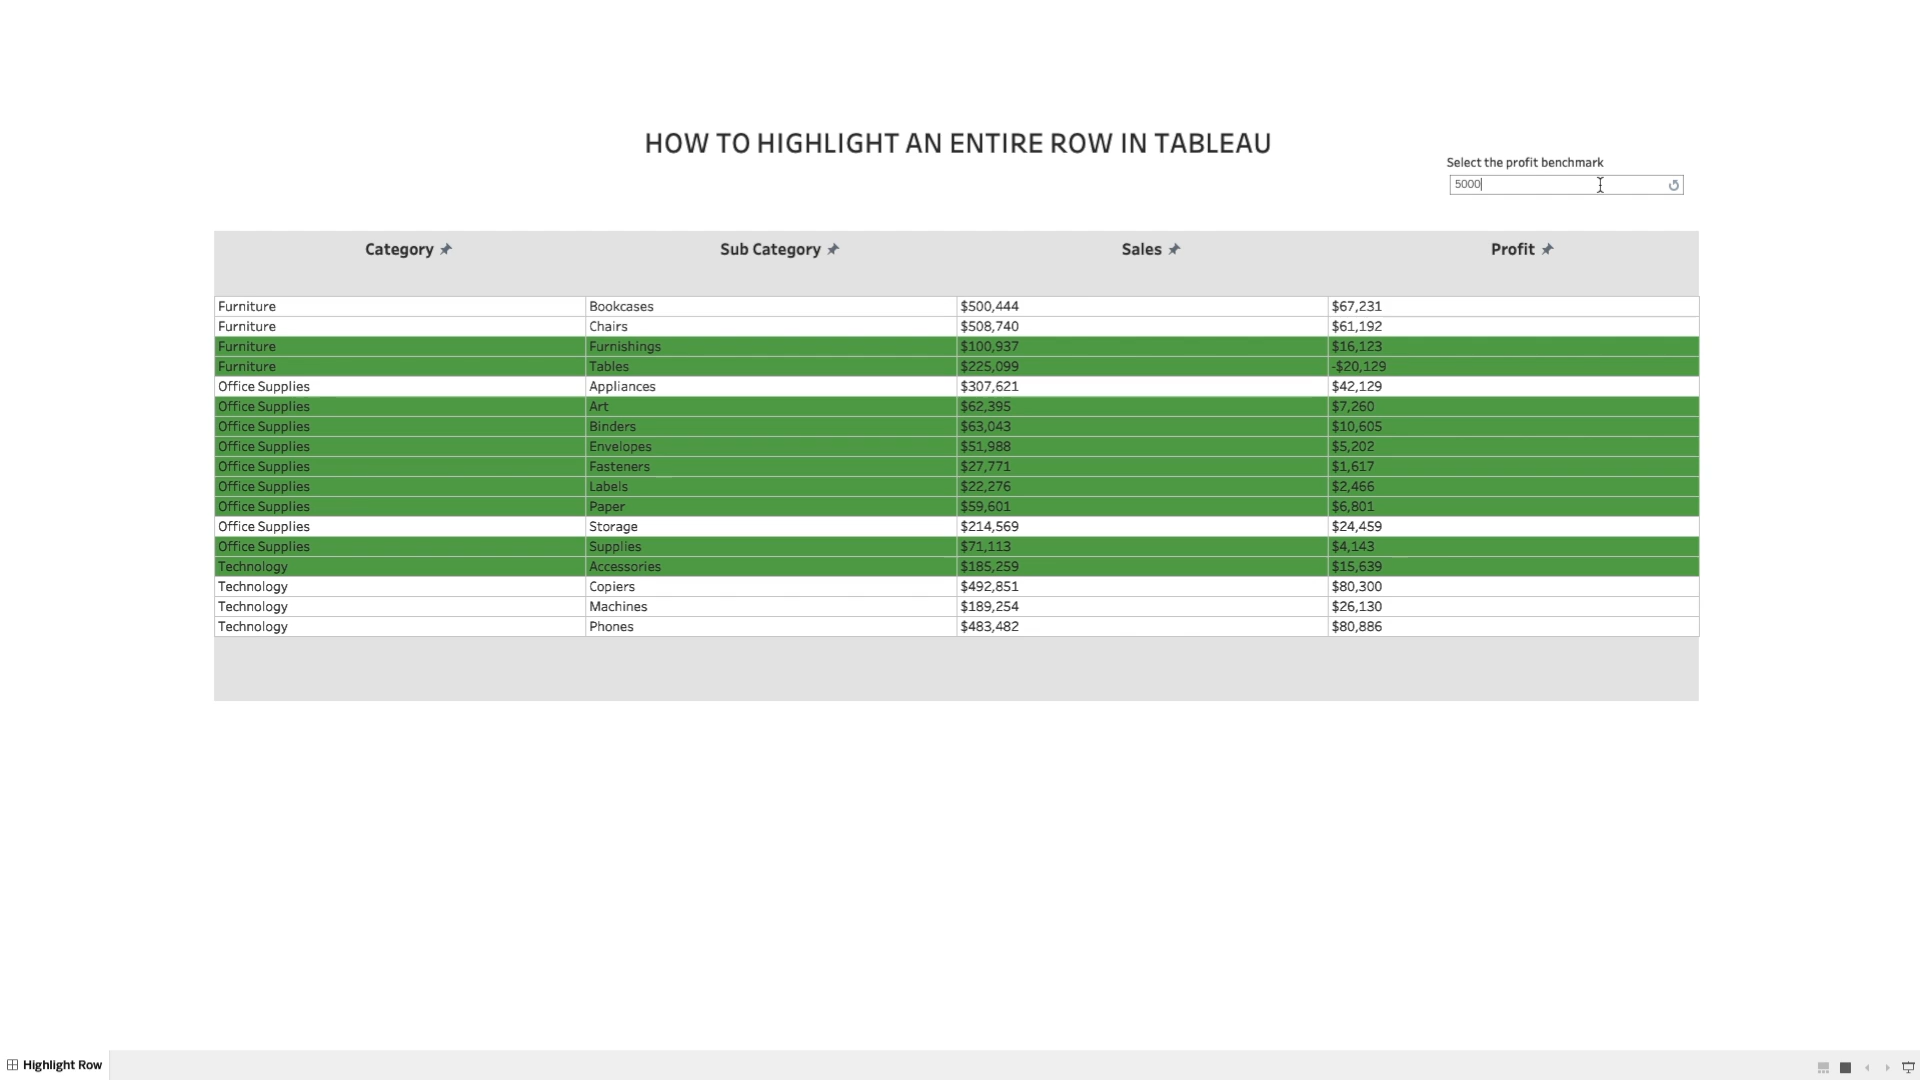 HOW TO HIGHLIGHT AN ENTIRE ROW IN TABLEAU
Select the profit benchmark
5000
Category Sub Category Sales Profit
Furniture Bookcases $500,444 $67,231
Furniture Chairs $508,740 $61,192
Furniture Furnishings $100,937 $16,123
Furniture Tables $225,099 -$20,129
Office Supplies Appliances $307,621 $42,129
Office Supplies Art $62,395 $7,260
Office Supplies Binders $63,043 $10,605
Office Supplies Envelopes $51,988 $5,202
Office Supplies Fasteners $27,771 $1,617
Office Supplies Labels $22,276 $2,466
Office Supplies Paper $59,601 $6,801
Office Supplies Storage $214,569 $24,459
Office Supplies Supplies $71,113 $4,143
Technology Accessories $185,259 $15,639
Technology Copiers $492,851 $80,300
Technology Machines $189,254 $26,130
Technology Phones $483,482 $80,886
Highlight Row